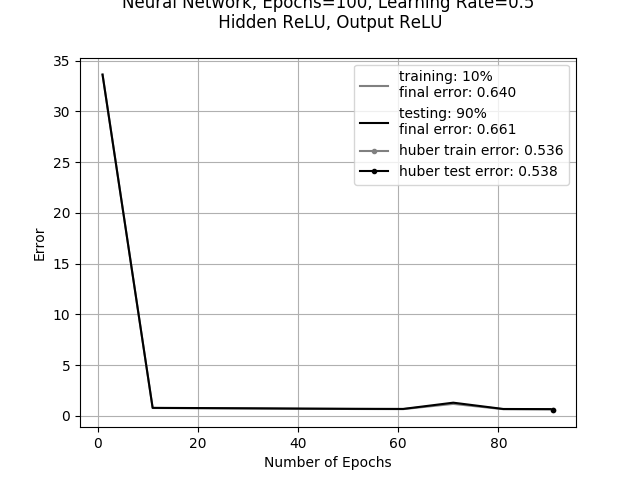 Neural Network, Epochs=100, Learning Rate=0.5
Hidden ReLU, Output ReLU
35
30
25
20
15
10
5
0
Error
training: 10%
final error: 0.640
testing: 90%
final error: 0.661
huber train error: 0.536
huber test error: 0.538
0 20 40 60 80
Number of Epochs